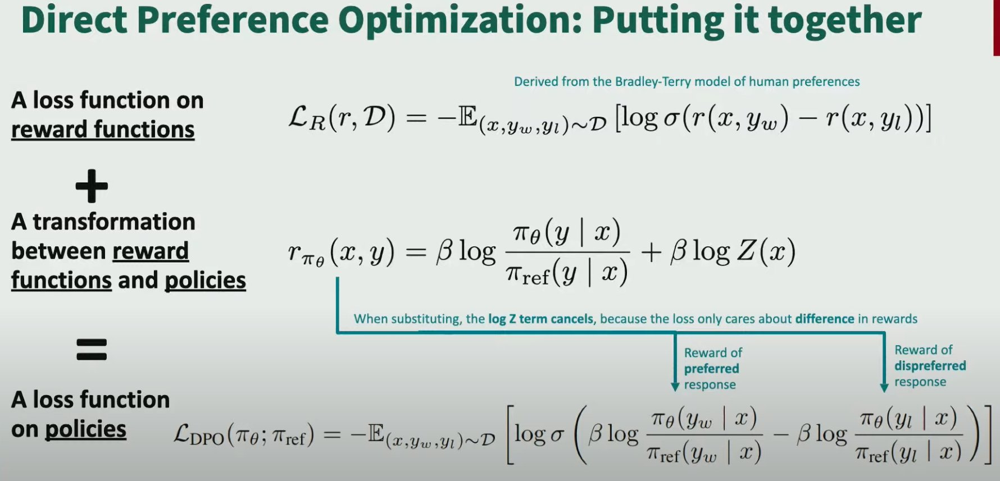 Direct Preference Optimization: Putting it together
Derived from the Bradley-Terry model of human preferences
A loss function on
reward functions
$\mathcal{L}_R(r, \mathcal{D}) = -\mathbb{E}_{(x,y_w,y_l)\sim\mathcal{D}}\left[\log \sigma(r(x, y_w) - r(x, y_l))\right]$
+
A transformation
between reward
functions and policies
$r_{\pi_\theta}(x, y) = \beta \log \frac{\pi_\theta(y \mid x)}{\pi_{\text{ref}}(y \mid x)} + \beta \log Z(x)$
When substituting, the log Z term cancels, because the loss only cares about difference in rewards
=
Reward of
preferred
response
Reward of
dispreferred
response
A loss function
on policies
$\mathcal{L}_{\text{DPO}}(\pi_\theta; \pi_{\text{ref}}) = -\mathbb{E}_{(x,y_w,y_l)\sim\mathcal{D}}\left[\log \sigma\left(\beta \log \frac{\pi_\theta(y_w \mid x)}{\pi_{\text{ref}}(y_w \mid x)} - \beta \log \frac{\pi_\theta(y_l \mid x)}{\pi_{\text{ref}}(y_l \mid x)}\right)\right]$